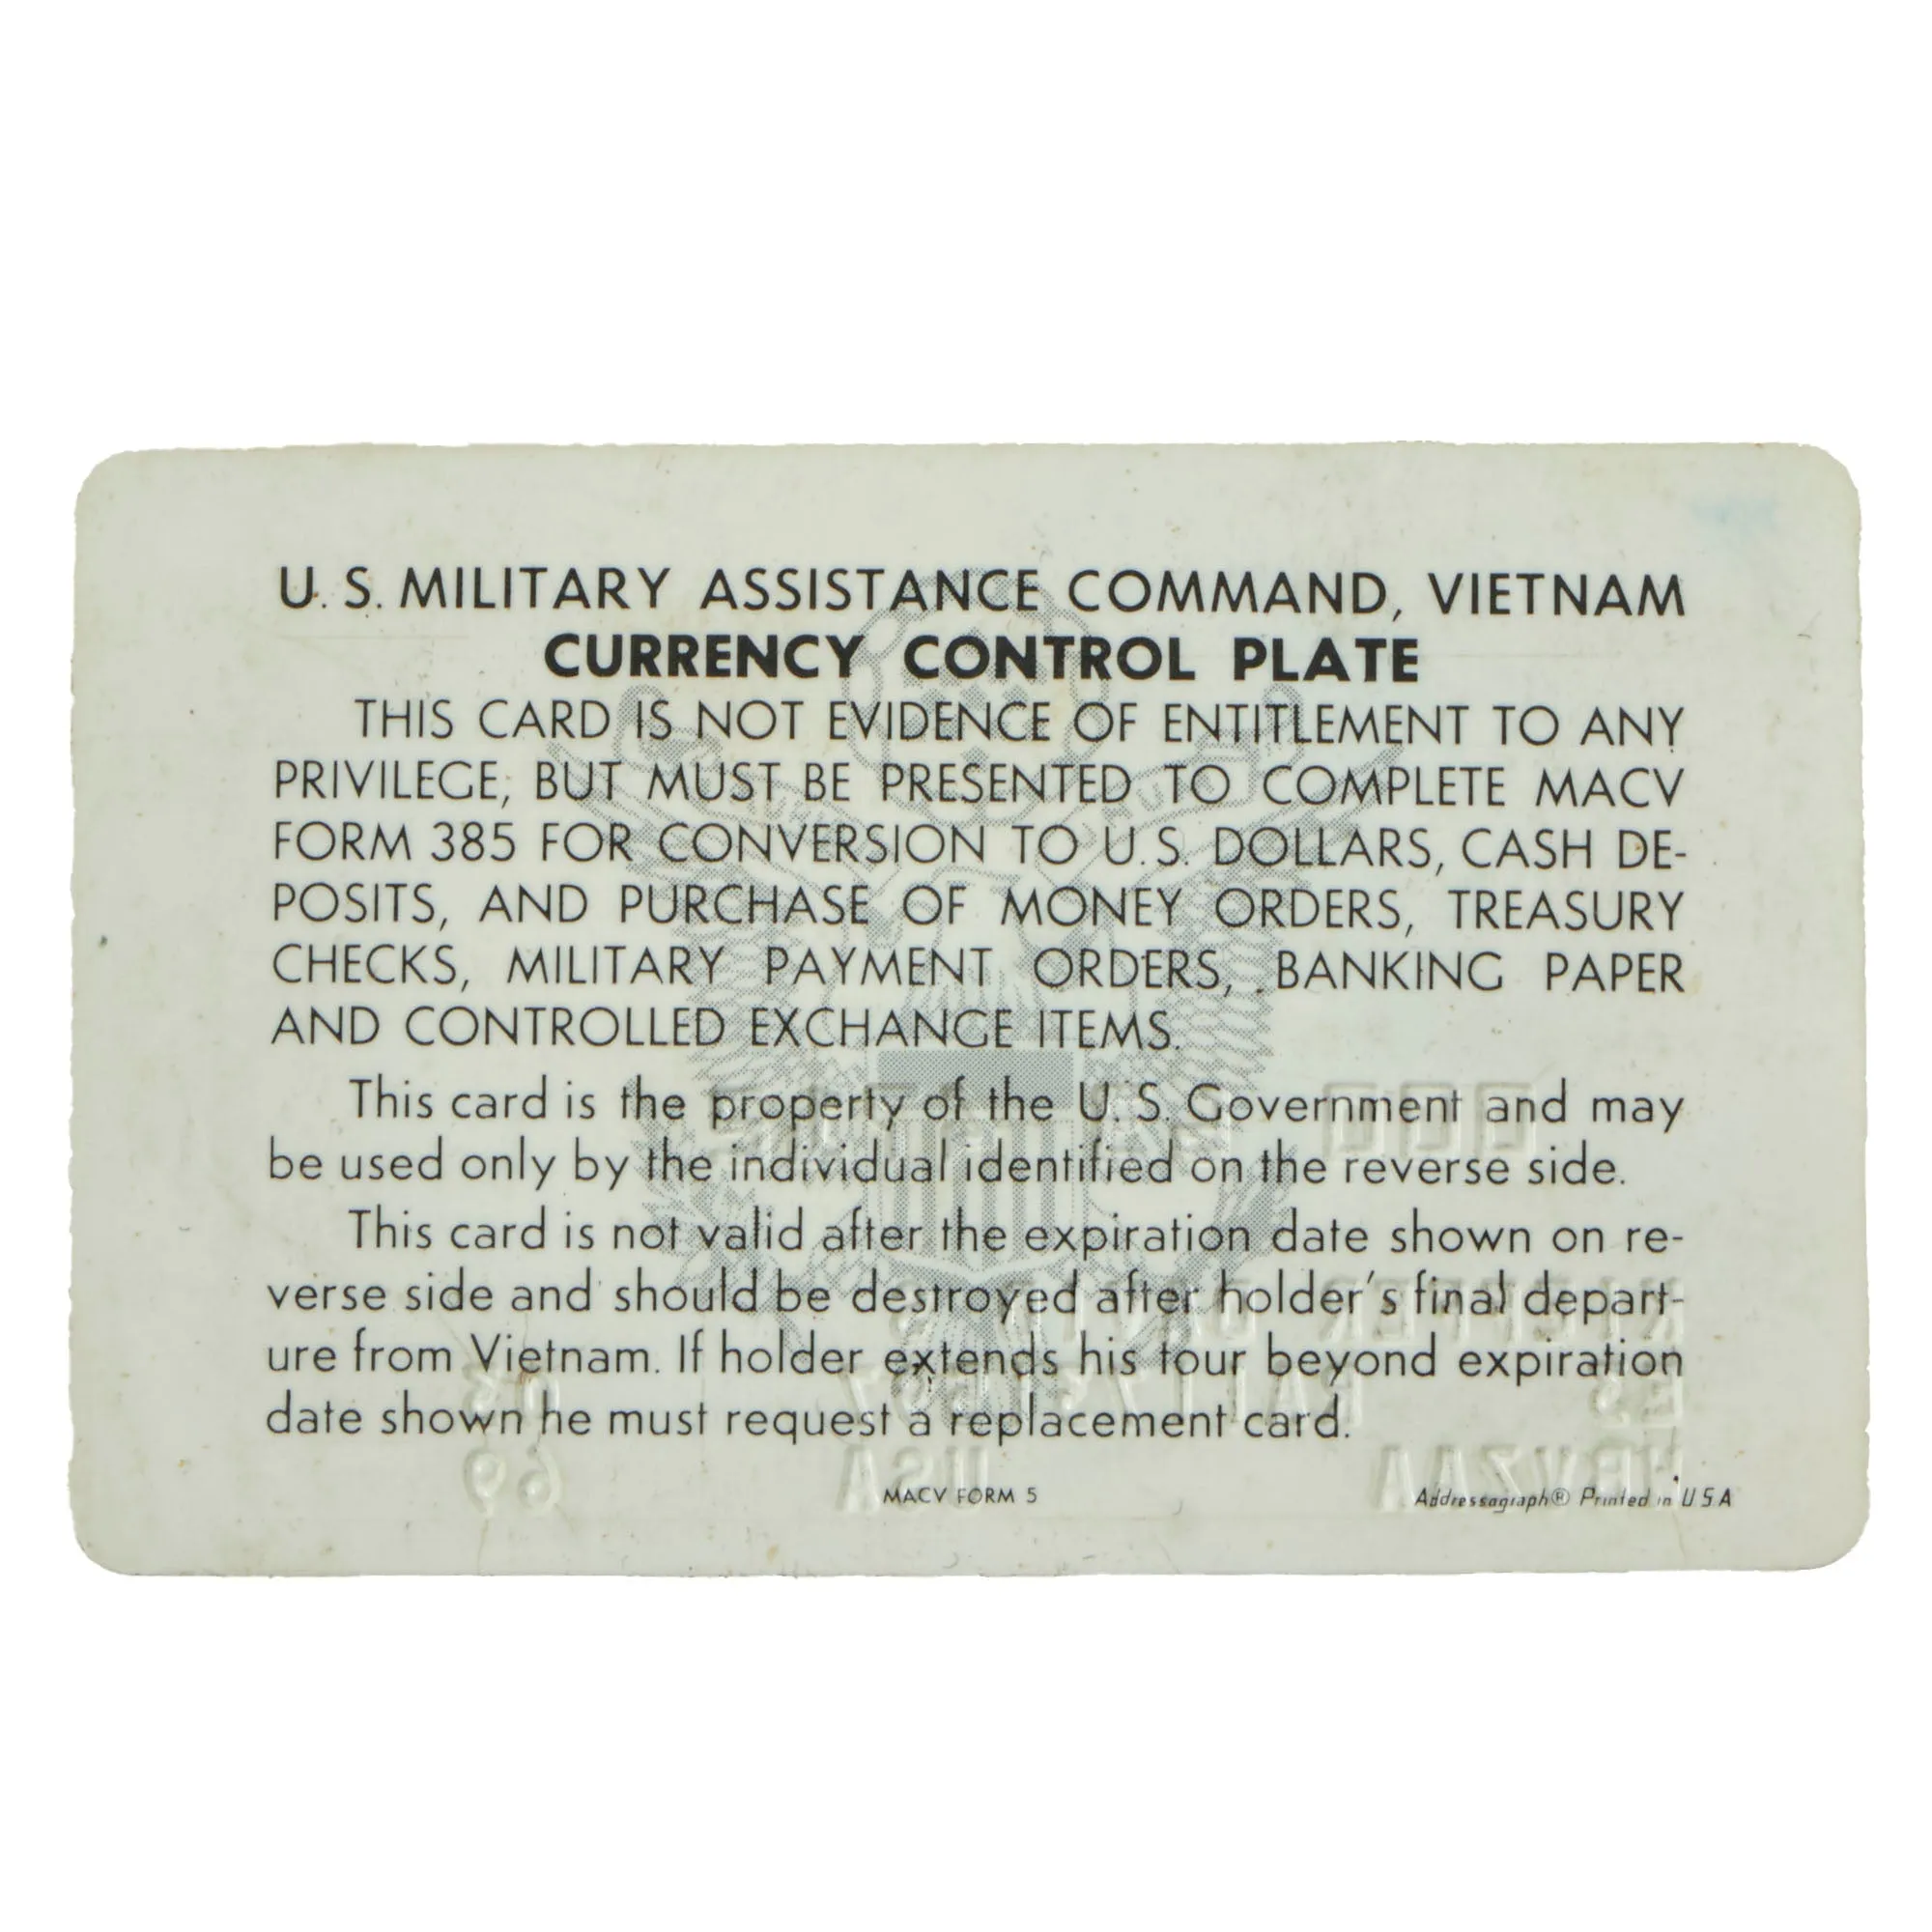 U. S. MILITARY ASSISTANCE COMMAND, VIETNAM
CURRENCY CONTROL PLATE
THIS CARD IS NOT EVIDENCE OF ENTITLEMENT TO ANY
PRIVILEGE, BUT MUST BE PRESENTED TO COMPLETE MACV
FORM 385 FOR CONVERSION TO U.S. DOLLARS, CASH DE-
POSITS, AND PURCHASE OF MONEY ORDERS, TREASURY
CHECKS, MILITARY PAYMENT ORDERS, BANKING PAPER
AND CONTROLLED EXCHANGE ITEMS.
This card is the property of the U. S. Government and may
be used only by the individual identified on the reverse side.
This card is not valid after the expiration date shown on re-
verse side and should be destroyed after holder's final depart-
ure from Vietnam. If holder extends his tour beyond expiration
date shown he must request a replacement card.
USA 69
MACV FORM 5 Addressograph® Printed in USA